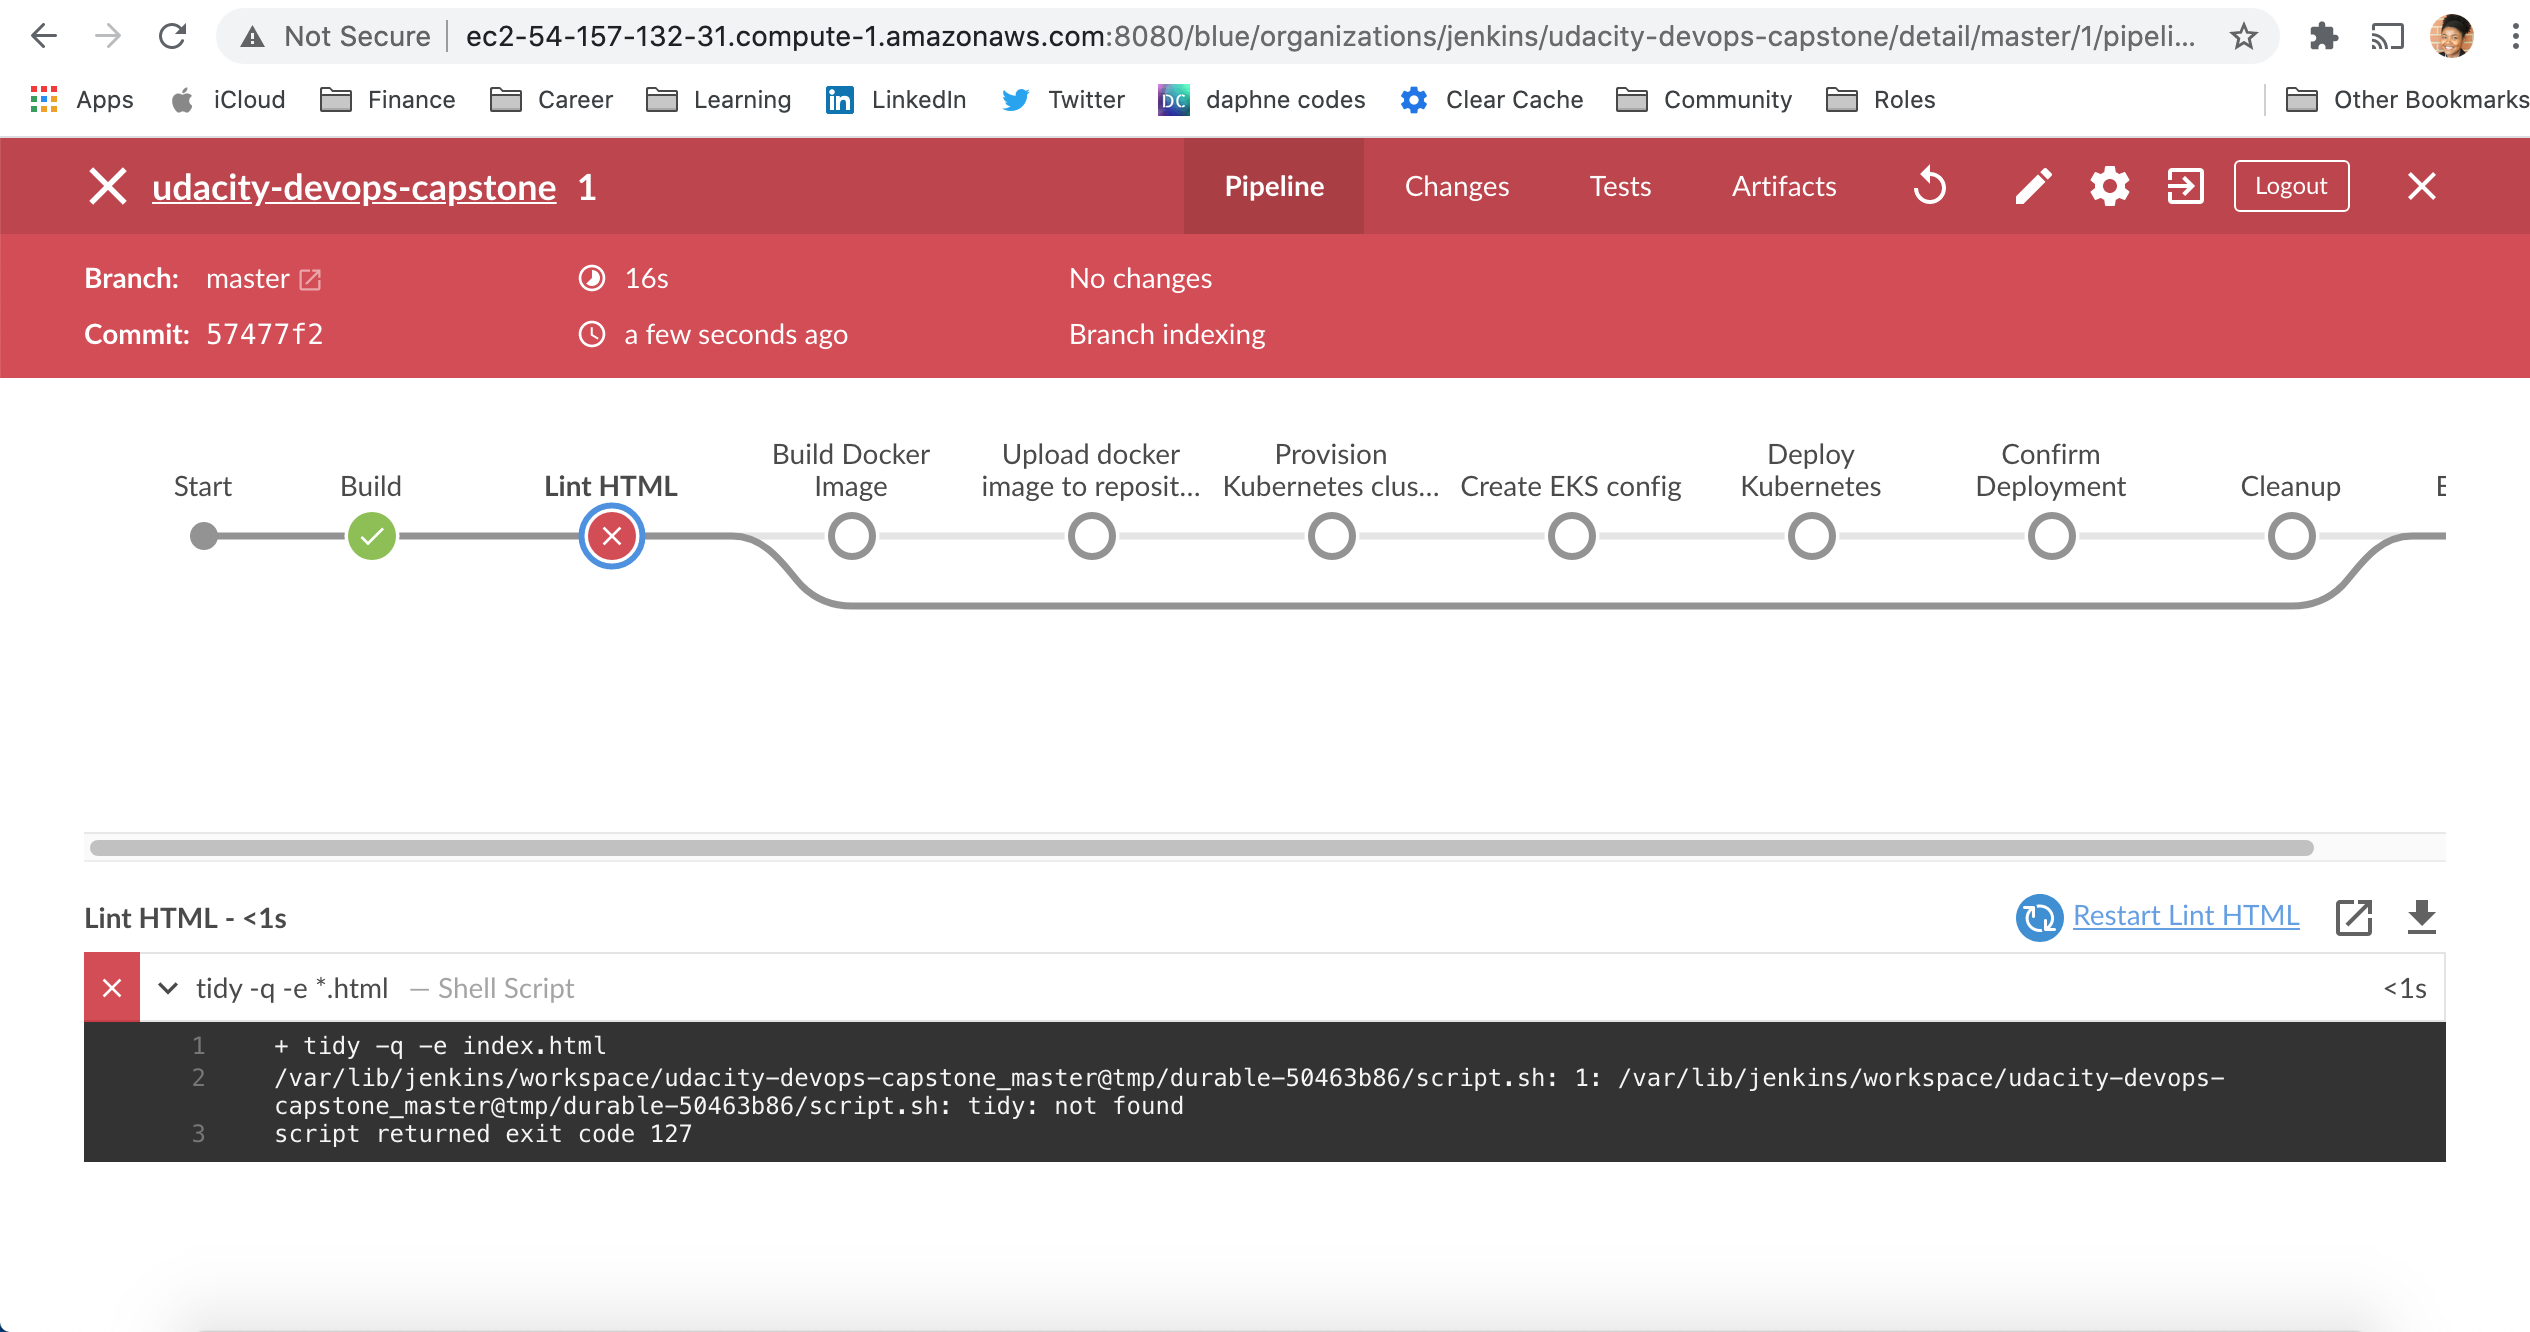 Not Secure ec2-54-157-132-31.compute-1.amazonaws.com:8080/blue/organizations/jenkins/udacity-devops-capstone/detail/master/1/pipeli...
Apps iCloud Finance Career Learning LinkedIn Twitter DC daphne codes Clear Cache Community Roles Other Bookmarks
udacity-devops-capstone 1 Pipeline Changes Tests Artifacts Logout
Branch: master 16s No changes
Commit: 57477f2 a few seconds ago Branch indexing
Build Docker Upload docker Provision Deploy Confirm
Start Build Lint HTML Image image to reposit... Kubernetes clus... Create EKS config Kubernetes Deployment Cleanup
Lint HTML - <1s Restart Lint HTML
tidy -q -e *.html — Shell Script <1s
1 + tidy -q -e index.html
2 /var/lib/jenkins/workspace/udacity-devops-capstone_master@tmp/durable-50463b86/script.sh: 1: /var/lib/jenkins/workspace/udacity-devops-
capstone_master@tmp/durable-50463b86/script.sh: tidy: not found
3 script returned exit code 127